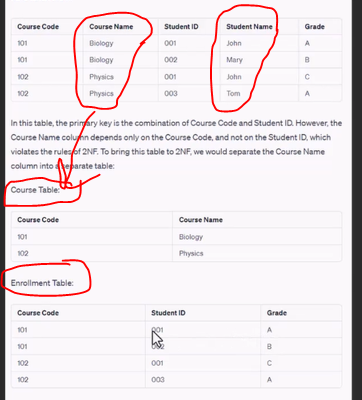 Course Code Course Name Student ID Student Name Grade
101 Biology 001 John A
101 Biology 002 Mary B
102 Physics 001 John C
102 Physics 003 Tom A
In this table, the primary key is the combination of Course Code and Student ID. However, the
Course Name column depends only on the Course Code, and not on the Student ID, which
violates the rules of 2NF. To bring this table to 2NF, we would separate the Course Name
column into a separate table:
Course Table:
Course Code Course Name
101 Biology
102 Physics
Enrollment Table:
Course Code Student ID Grade
101 001 A
101 002 B
102 001 C
102 003 A